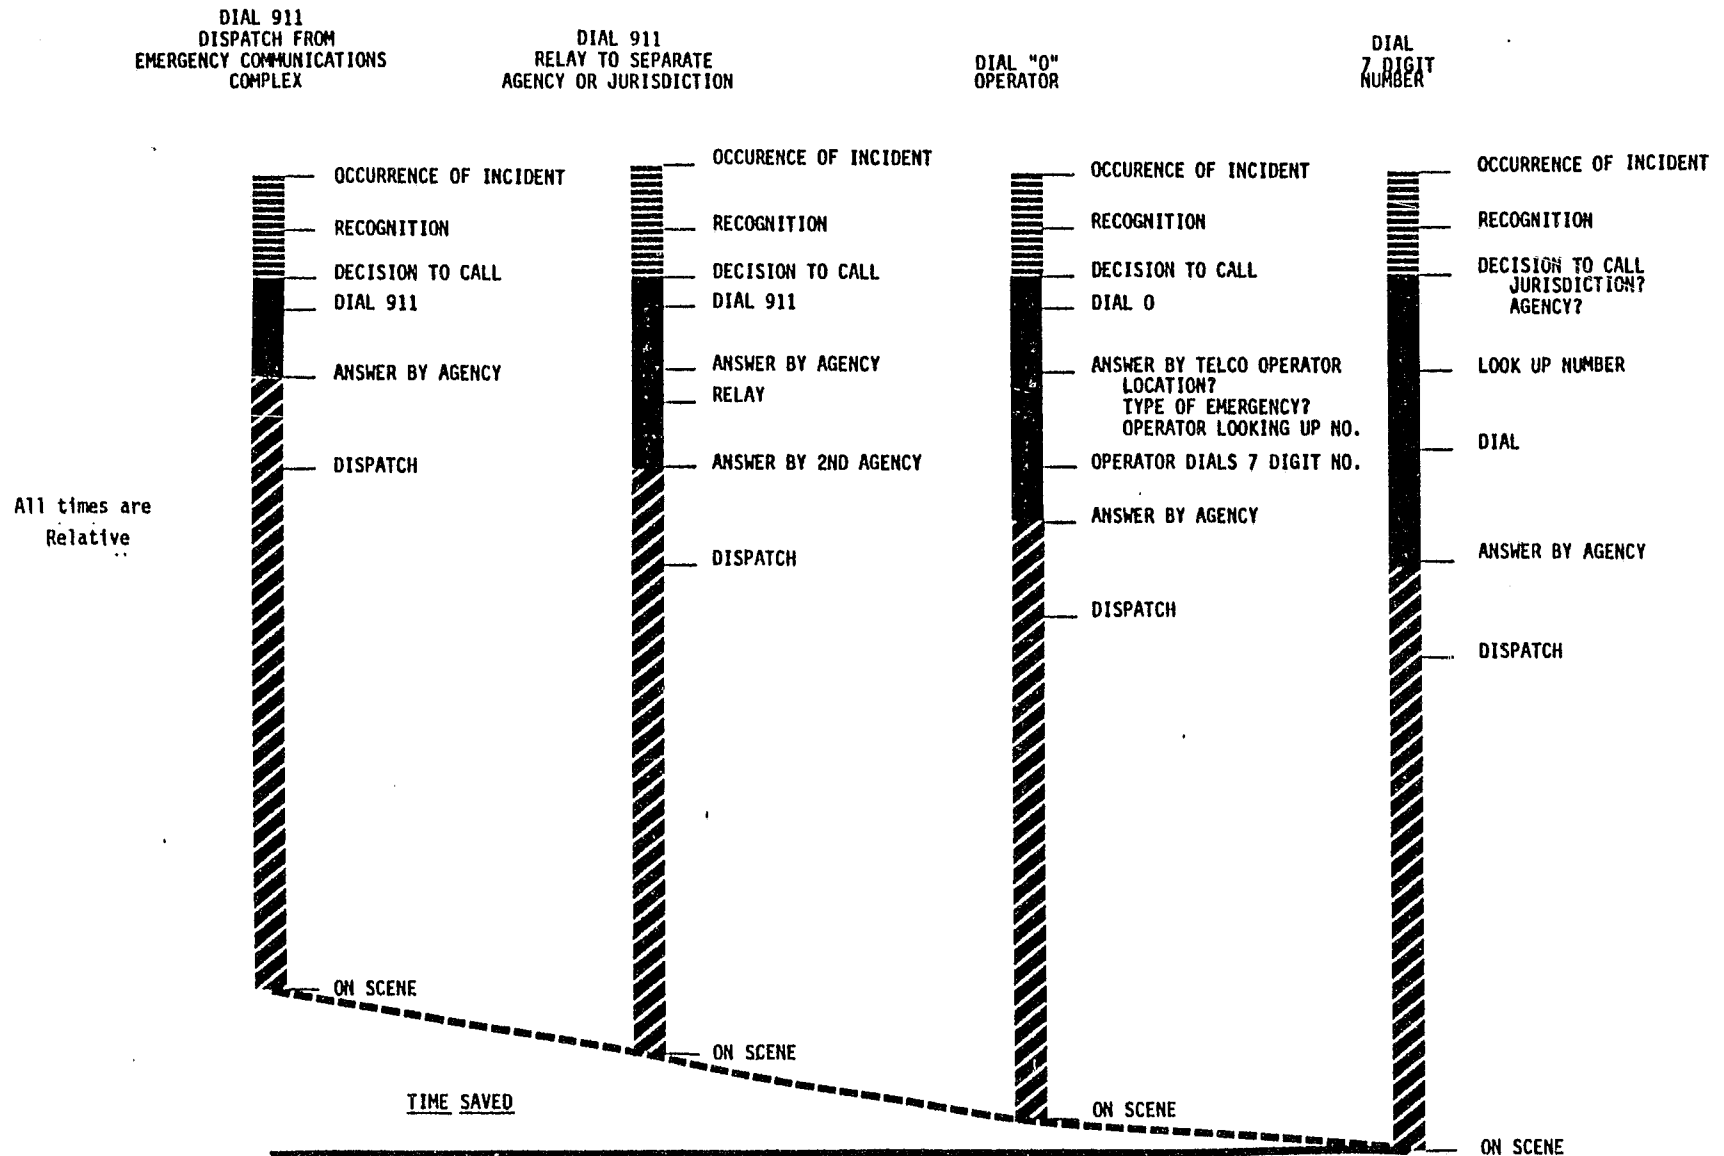 DIAL 911
DISPATCH FROM
EMERGENCY COMMUNICATIONS
COMPLEX
DIAL 911
RELAY TO SEPARATE
AGENCY OR JURISDICTION
DIAL "O"
OPERATOR
DIAL
7 DIGIT
NUMBER
OCCURRENCE OF INCIDENT
RECOGNITION
DECISION TO CALL
DIAL 911
ANSWER BY AGENCY
DISPATCH
ON SCENE
OCCURENCE OF INCIDENT
RECOGNITION
DECISION TO CALL
DIAL 911
ANSWER BY AGENCY
RELAY
ANSWER BY 2ND AGENCY
DISPATCH
ON SCENE
OCCURENCE OF INCIDENT
RECOGNITION
DECISION TO CALL
DIAL O
ANSWER BY TELCO OPERATOR
LOCATION?
TYPE OF EMERGENCY?
OPERATOR LOOKING UP NO.
OPERATOR DIALS 7 DIGIT NO.
ANSWER BY AGENCY
DISPATCH
ON SCENE
OCCURRENCE OF INCIDENT
RECOGNITION
DECISION TO CALL
JURISDICTION?
AGENCY?
LOOK UP NUMBER
DIAL
ANSWER BY AGENCY
DISPATCH
ON SCENE
All times are
Relative
TIME SAVED